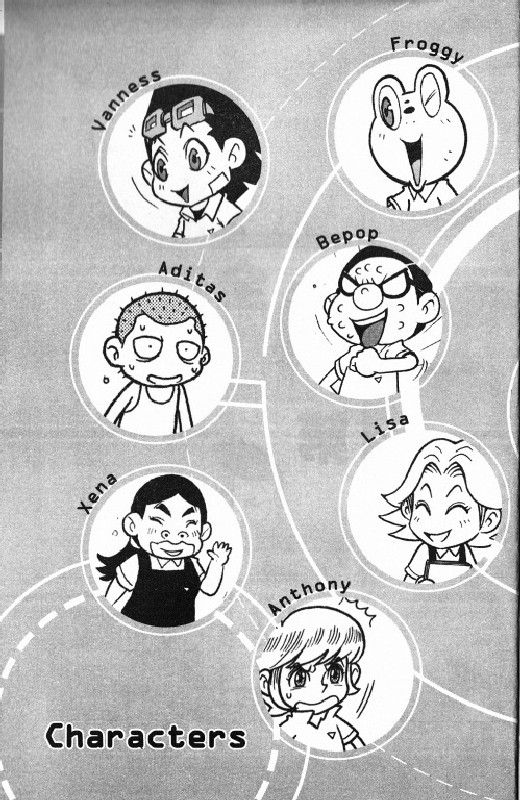 Froggy
Vanness
Bepop
Aditas
Lisa
Xena
Anthony
Characters